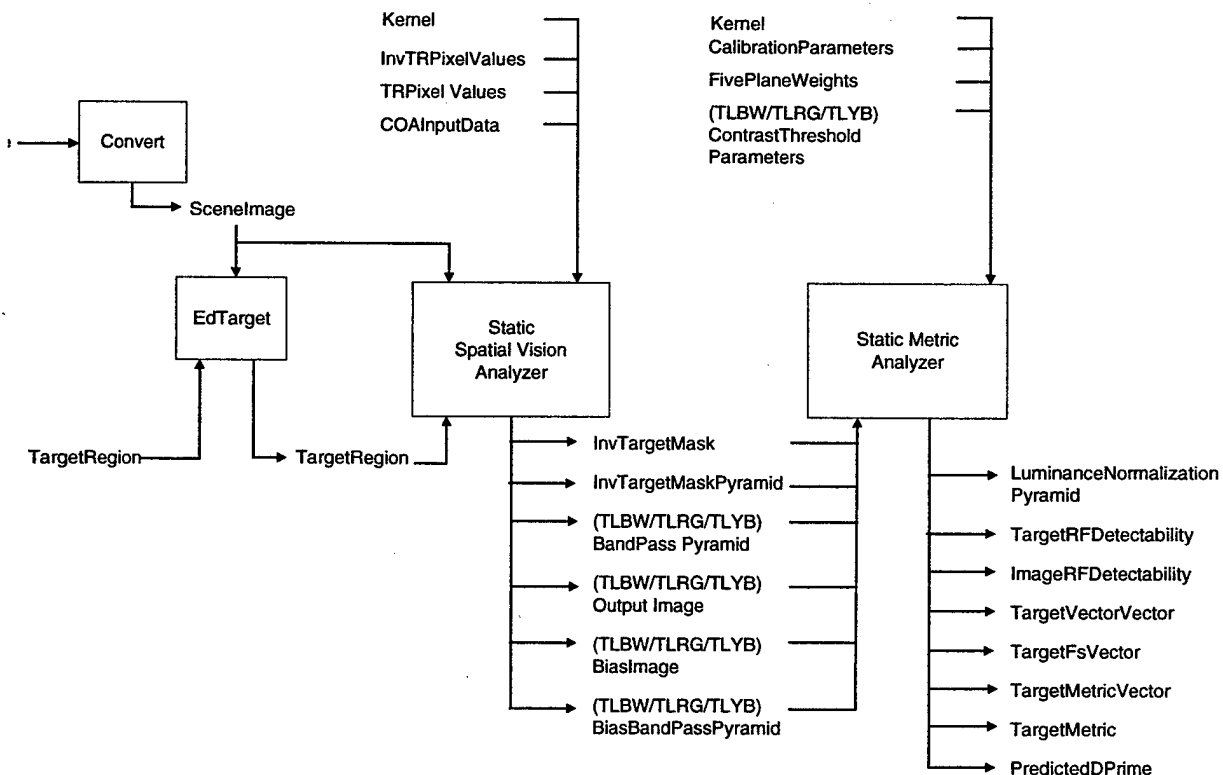 Kernel
InvTRPixelValues
TRPixel Values
COAInputData
Kernel
CalibrationParameters
FivePlaneWeights
(TLBW/TLRG/TLYB)
ContrastThreshold
Parameters
Convert
SceneImage
EdTarget
Static
Spatial Vision
Analyzer
Static Metric
Analyzer
TargetRegion
TargetRegion
InvTargetMask
InvTargetMaskPyramid
(TLBW/TLRG/TLYB)
BandPass Pyramid
(TLBW/TLRG/TLYB)
Output Image
(TLBW/TLRG/TLYB)
BiasImage
(TLBW/TLRG/TLYB)
BiasBandPassPyramid
LuminanceNormalization
Pyramid
TargetRFDetectability
ImageRFDetectability
TargetVectorVector
TargetFsVector
TargetMetricVector
TargetMetric
PredictedDPrime